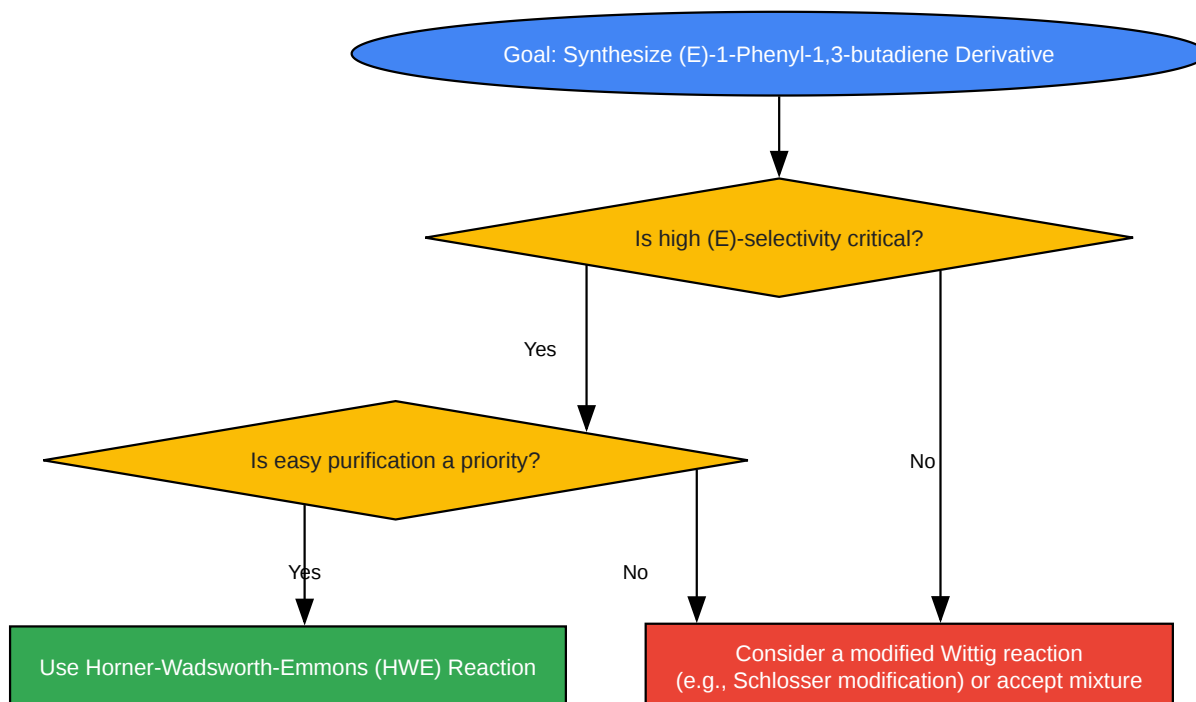 Goal: Synthesize (E)-1-Phenyl-1,3-butadiene Derivative
Is high (E)-selectivity critical?
Yes
Is easy purification a priority?
No
Yes
No
Use Horner-Wadsworth-Emmons (HWE) Reaction
Consider a modified Wittig reaction
(e.g., Schlosser modification) or accept mixture